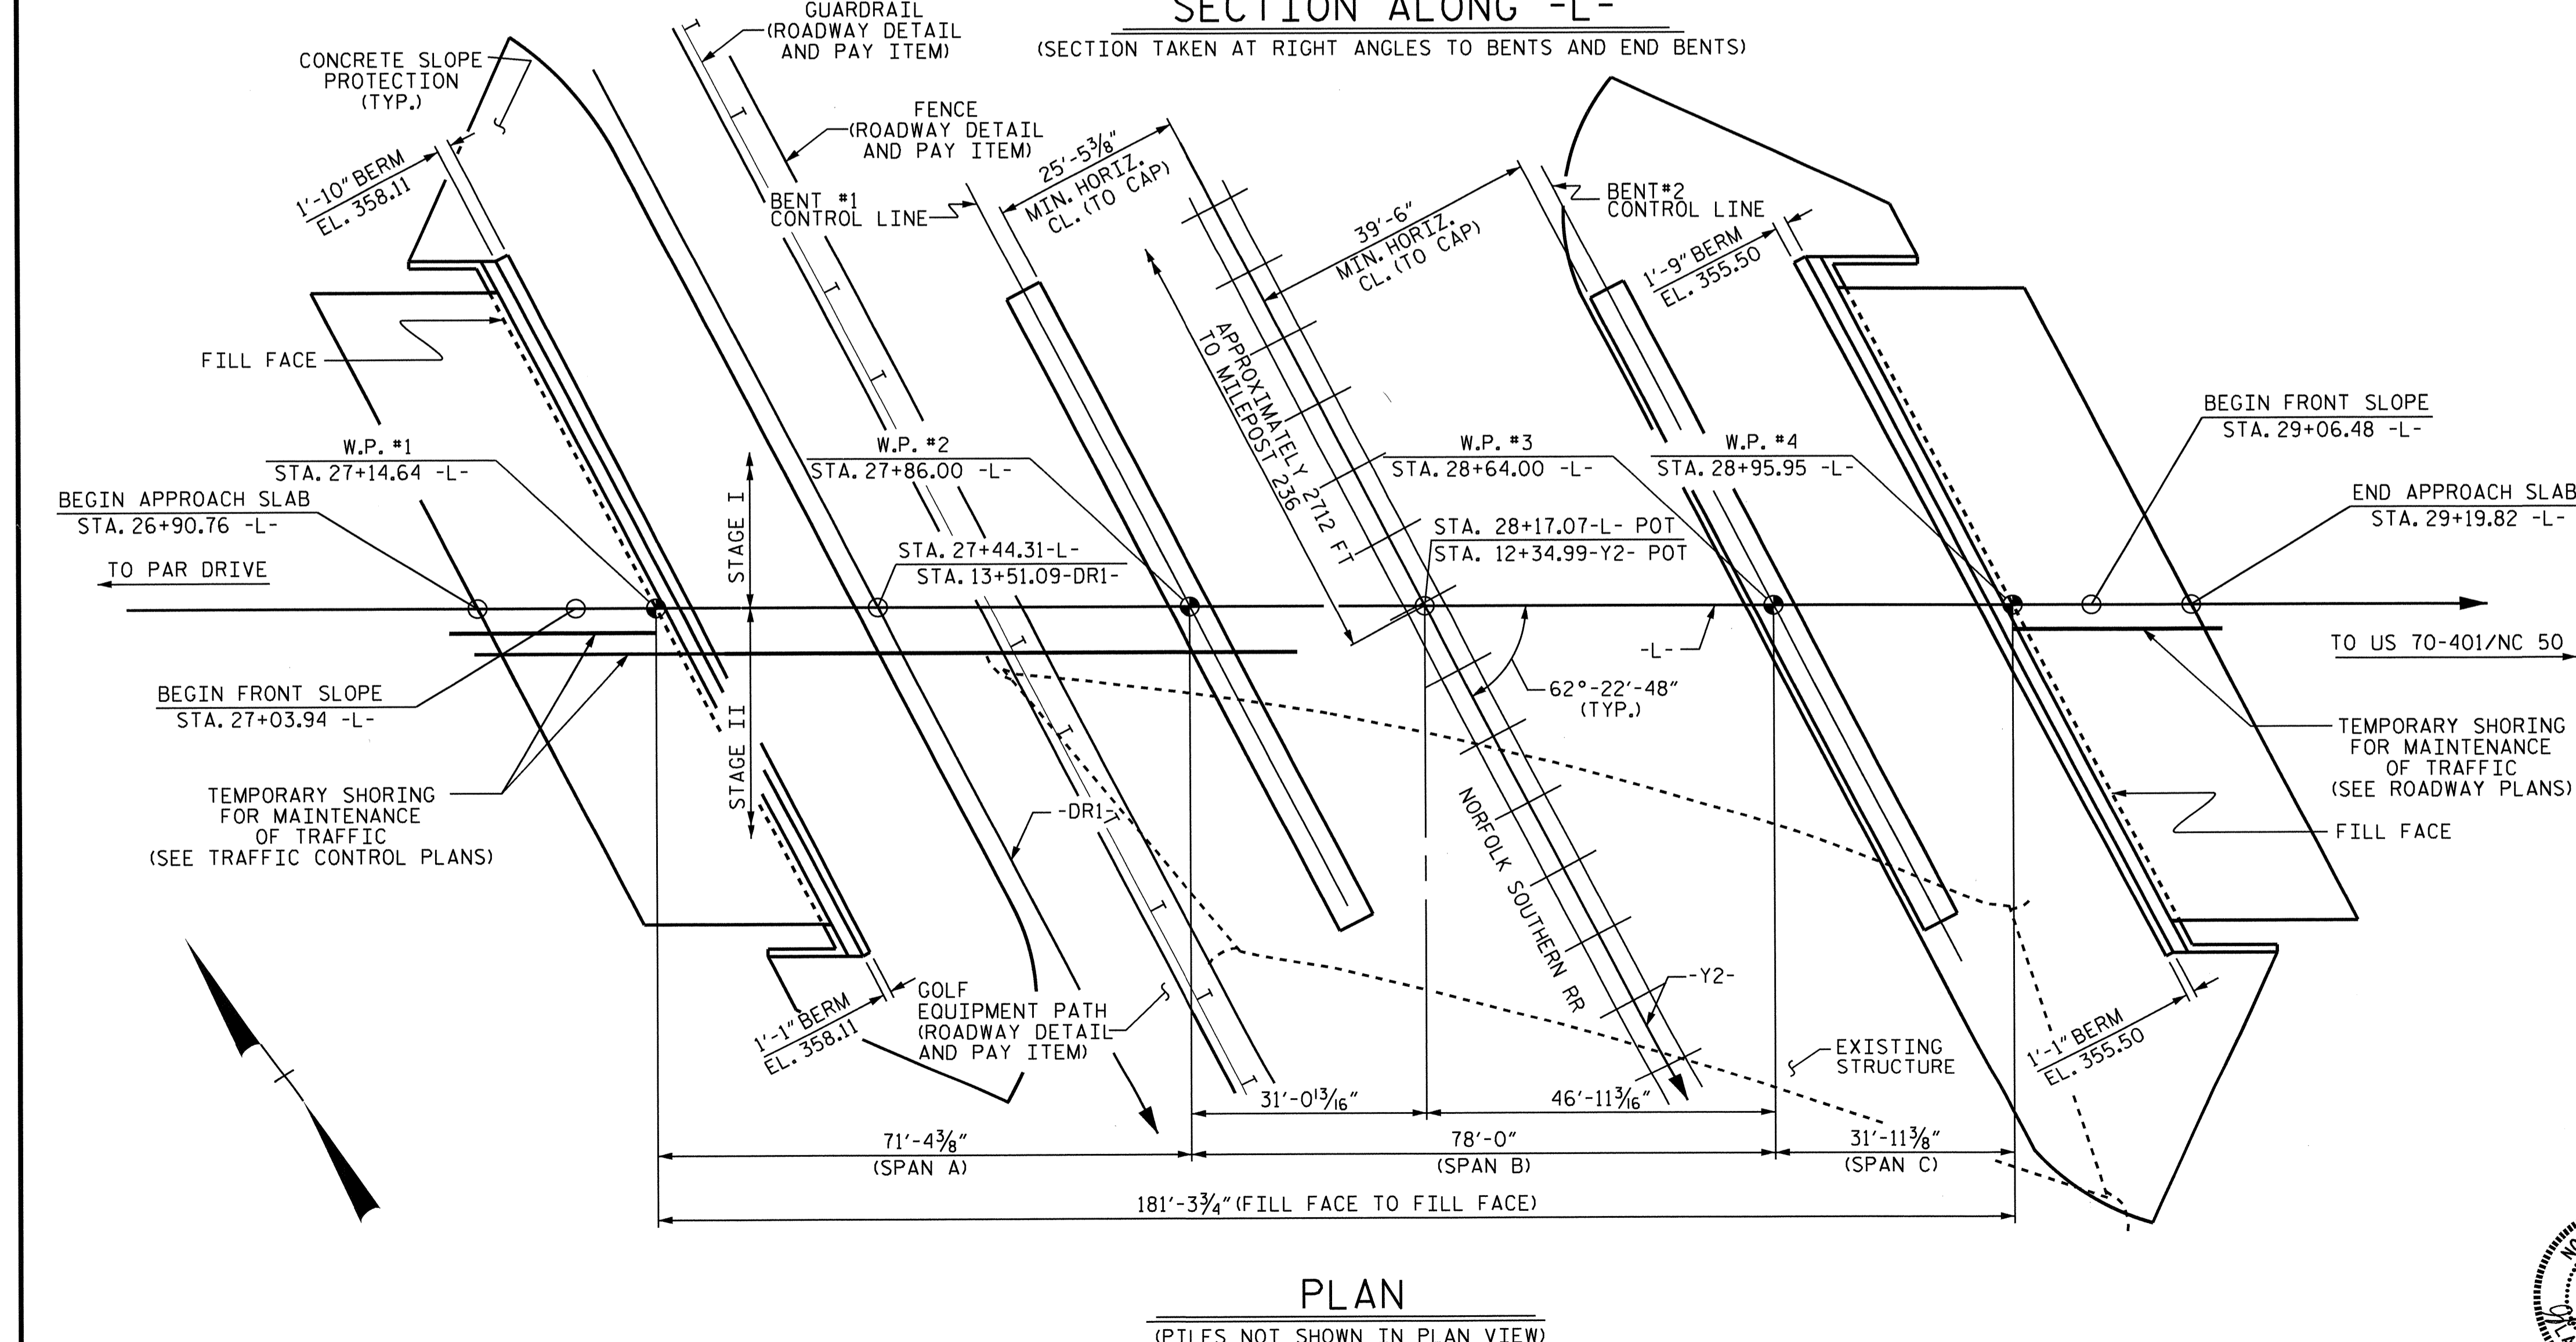 SECTION ALONG -L-
(SECTION TAKEN AT RIGHT ANGLES TO BENTS AND END BENTS)
GUARDRAIL
(ROADWAY DETAIL
AND PAY ITEM)
CONCRETE SLOPE
PROTECTION
(TYP.)
FENCE
(ROADWAY DETAIL
AND PAY ITEM)
1'-10" BERM
EL. 358.11
BENT #1
CONTROL LINE
25'-5⅜"
MIN. HORIZ.
CL. (TO CAP)
39'-6"
MIN. HORIZ.
CL. (TO CAP)
BENT#2
CONTROL LINE
1'-9" BERM
EL. 355.50
FILL FACE
APPROXIMATELY 2712 FT
TO MILEPOST 236
BEGIN FRONT SLOPE
STA. 29+06.48 -L-
W.P. #1
STA. 27+14.64 -L-
W.P. #2
STA. 27+86.00 -L-
W.P. #3
STA. 28+64.00 -L-
W.P. #4
STA. 28+95.95 -L-
BEGIN APPROACH SLAB
STA. 26+90.76 -L-
END APPROACH SLAB
STA. 29+19.82 -L-
STAGE I
STA. 27+44.31-L-
STA. 13+51.09-DR1-
STA. 28+17.07-L- POT
STA. 12+34.99-Y2- POT
TO PAR DRIVE
-L-
TO US 70-401/NC 50
62°-22'-48"
(TYP.)
BEGIN FRONT SLOPE
STA. 27+03.94 -L-
STAGE II
TEMPORARY SHORING
FOR MAINTENANCE
OF TRAFFIC
(SEE ROADWAY PLANS)
TEMPORARY SHORING
FOR MAINTENANCE
OF TRAFFIC
(SEE TRAFFIC CONTROL PLANS)
-DR1-
NORFOLK SOUTHERN RR
FILL FACE
-Y2-
GOLF
EQUIPMENT PATH
(ROADWAY DETAIL
AND PAY ITEM)
1'-1" BERM
EL. 358.11
EXISTING
STRUCTURE
1'-1" BERM
EL. 355.50
31'-0¹³⁄₁₆"
46'-11³⁄₁₆"
71'-4⅜"
(SPAN A)
78'-0"
(SPAN B)
31'-11⅜"
(SPAN C)
181'-3¾" (FILL FACE TO FILL FACE)
PLAN
(PILES NOT SHOWN IN PLAN VIEW)